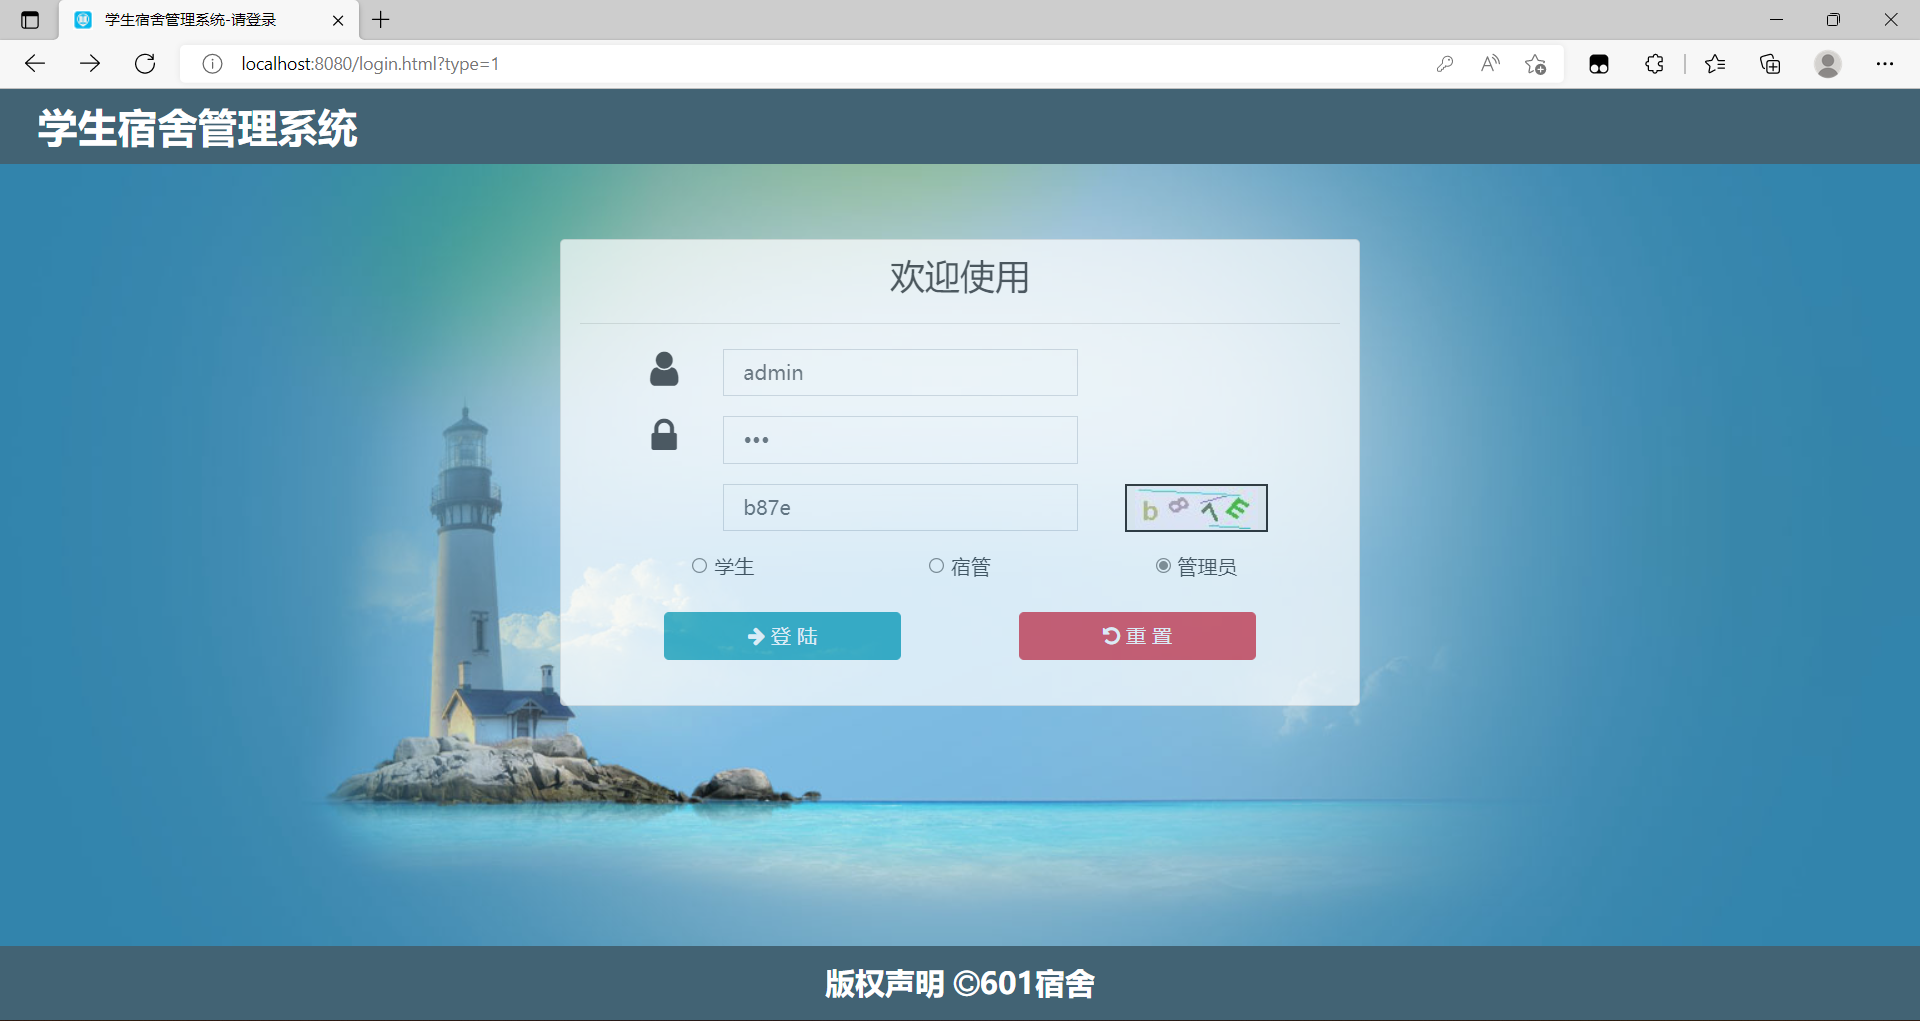 学生宿舍管理系统-请登录
localhost:8080/login.html?type=1
学生宿舍管理系统
欢迎使用
admin
•••
b87e
b87E
学生 宿管 管理员
登 陆 重 置
版权声明 ©601宿舍